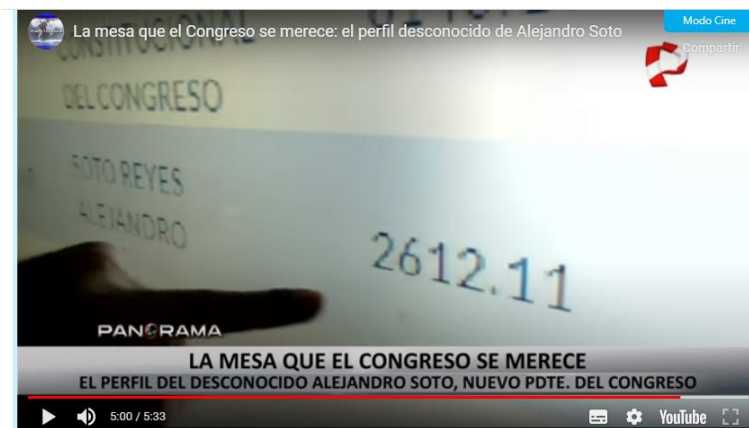 Modo Cine
La mesa que el Congreso se merece: el perfil desconocido de Alejandro Soto
Compartir
CONSTITUCIONAL
DEL CONGRESO
SOTO REYES
ALEJANDRO
2612.11
PANORAMA
LA MESA QUE EL CONGRESO SE MERECE
EL PERFIL DEL DESCONOCIDO ALEJANDRO SOTO, NUEVO PDTE. DEL CONGRESO
5:00 / 5:33
YouTube